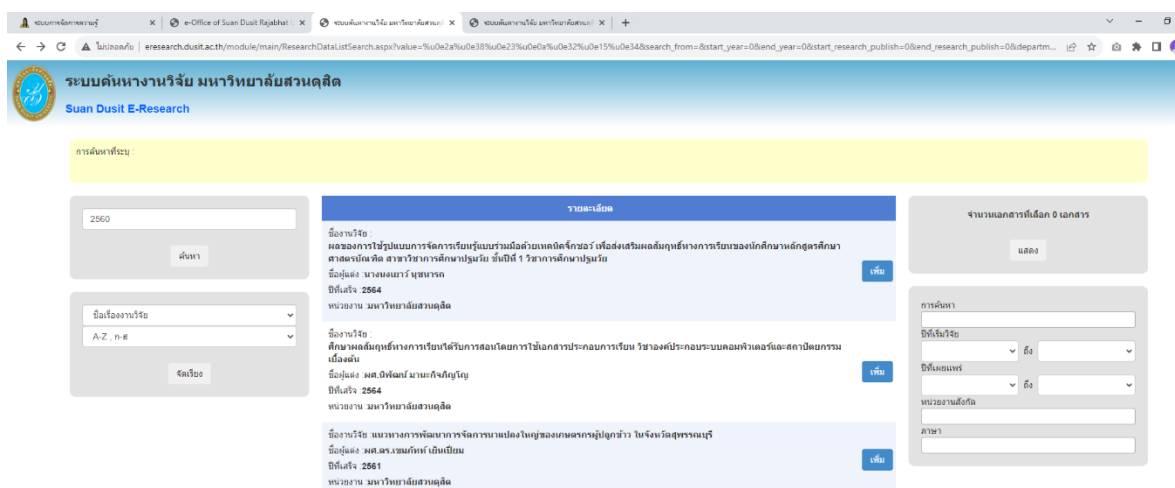 ระบบการจัดการความรู้
e-Office of Suan Dusit Rajabhat U
ระบบค้นหางานวิจัย มหาวิทยาลัยสวนดุสิต
ระบบค้นหางานวิจัย มหาวิทยาลัยสวนดุสิต
ไม่ปลอดภัย | eresearch.dusit.ac.th/module/main/ResearchDataListSearch.aspx?value=%u0e2a%u0e38%u0e23%u0e0a%u0e32%u0e15%u0e34&search_from=&start_year=0&end_year=0&start_research_publish=0&end_research_publish=0&departm...
ระบบค้นหางานวิจัย มหาวิทยาลัยสวนดุสิต
Suan Dusit E-Research
การค้นหาที่ระบุ :
2560
ค้นหา
ชื่อเรื่องงานวิจัย
A-Z , ก-ฮ
จัดเรียง
รายละเอียด
ชื่องานวิจัย :
ผลของการใช้รูปแบบการจัดการเรียนรู้แบบร่วมมือด้วยเทคนิคจิ๊กซอว์ เพื่อส่งเสริมผลสัมฤทธิ์ทางการเรียนของนักศึกษาหลักสูตรศึกษา
ศาสตรบัณฑิต สาขาวิชาการศึกษาปฐมวัย ชั้นปีที่ 1 วิชาการศึกษาปฐมวัย
ชื่อผู้แต่ง :นางนงเยาว์ นุชนารถ
ปีที่เสร็จ :2564
หน่วยงาน :มหาวิทยาลัยสวนดุสิต
เพิ่ม
ชื่องานวิจัย :
ศึกษาผลสัมฤทธิ์ทางการเรียนได้รับการสอนโดยการใช้เอกสารประกอบการเรียน วิชาองค์ประกอบระบบคอมพิวเตอร์และสถาปัตยกรรม
เบื้องต้น
ชื่อผู้แต่ง :ผศ.นิพัฒน์ มานะกิจภิญโญ
ปีที่เสร็จ :2564
หน่วยงาน :มหาวิทยาลัยสวนดุสิต
เพิ่ม
ชื่องานวิจัย :แนวทางการพัฒนาการจัดการนาแปลงใหญ่ของเกษตรกรผู้ปลูกข้าว ในจังหวัดสุพรรณบุรี
ชื่อผู้แต่ง :ผศ.ดร.เขมภัทท์ เย็นเปี่ยม
ปีที่เสร็จ :2561
หน่วยงาน :มหาวิทยาลัยสวนดุสิต
เพิ่ม
จำนวนเอกสารที่เลือก 0 เอกสาร
แสดง
การค้นหา
ปีที่เริ่มวิจัย
ถึง
ปีที่เผยแพร่
ถึง
หน่วยงานสังกัด
ภาษา